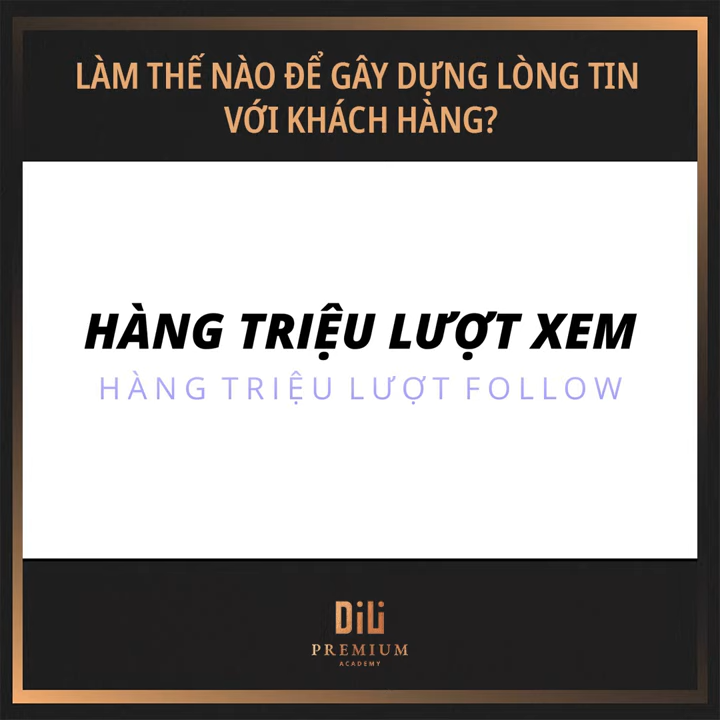 LÀM THẾ NÀO ĐỂ GÂY DỰNG LÒNG TIN
VỚI KHÁCH HÀNG?
HÀNG TRIỆU LƯỢT XEM
HÀNG TRIỆU LƯỢT FOLLOW
DiLi
PREMIUM
ACADEMY